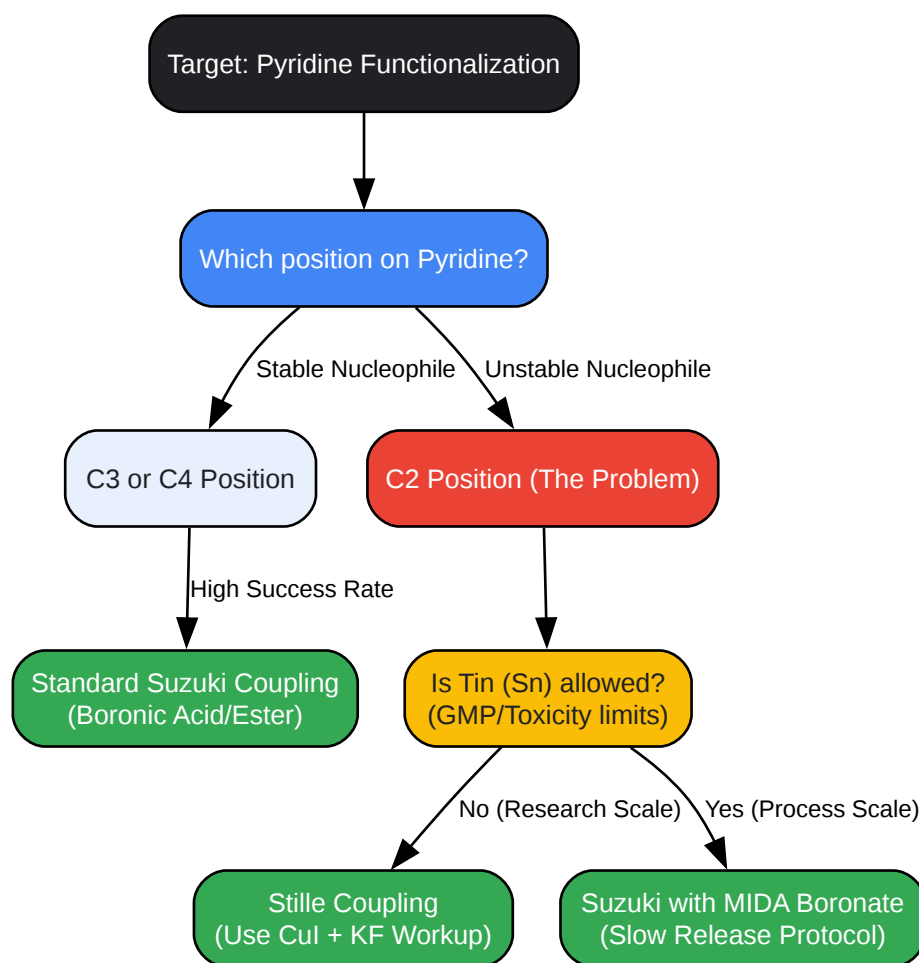 Target: Pyridine Functionalization
Which position on Pyridine?
Stable Nucleophile
Unstable Nucleophile
C3 or C4 Position
C2 Position (The Problem)
High Success Rate
Standard Suzuki Coupling
(Boronic Acid/Ester)
Is Tin (Sn) allowed?
(GMP/Toxicity limits)
No (Research Scale)
Yes (Process Scale)
Stille Coupling
(Use CuI + KF Workup)
Suzuki with MIDA Boronate
(Slow Release Protocol)